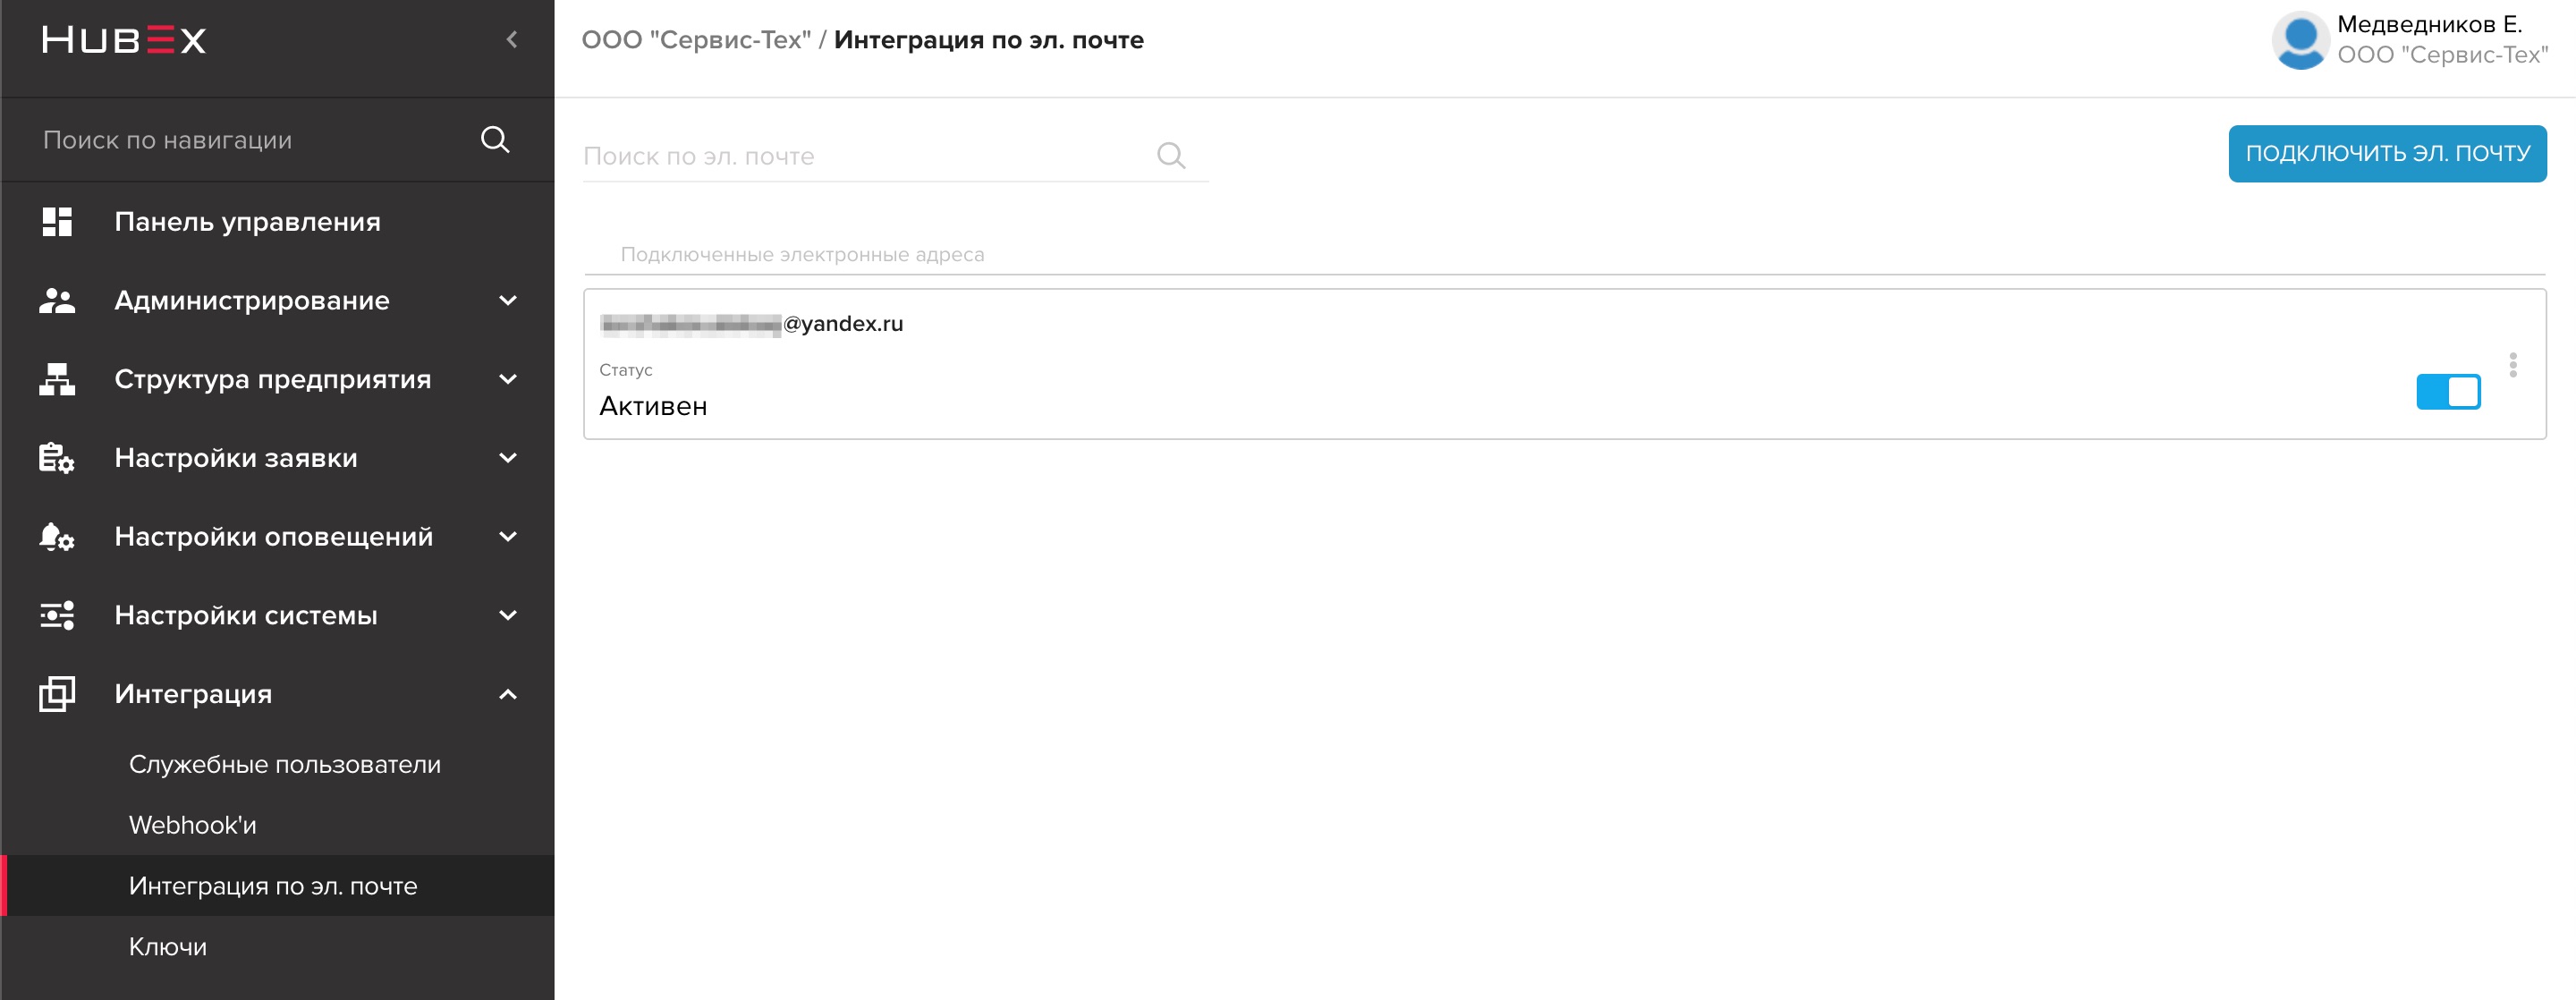 HUBEX
Поиск по навигации
Панель управления
Администрирование
Структура предприятия
Настройки заявки
Настройки оповещений
Настройки системы
Интеграция
Служебные пользователи
Webhook'и
Интеграция по эл. почте
Ключи
ООО "Сервис-Тех" / Интеграция по эл. почте
Медведников Е.
ООО "Сервис-Тех"
Поиск по эл. почте
ПОДКЛЮЧИТЬ ЭЛ. ПОЧТУ
Подключенные электронные адреса
@yandex.ru
Статус
Активен